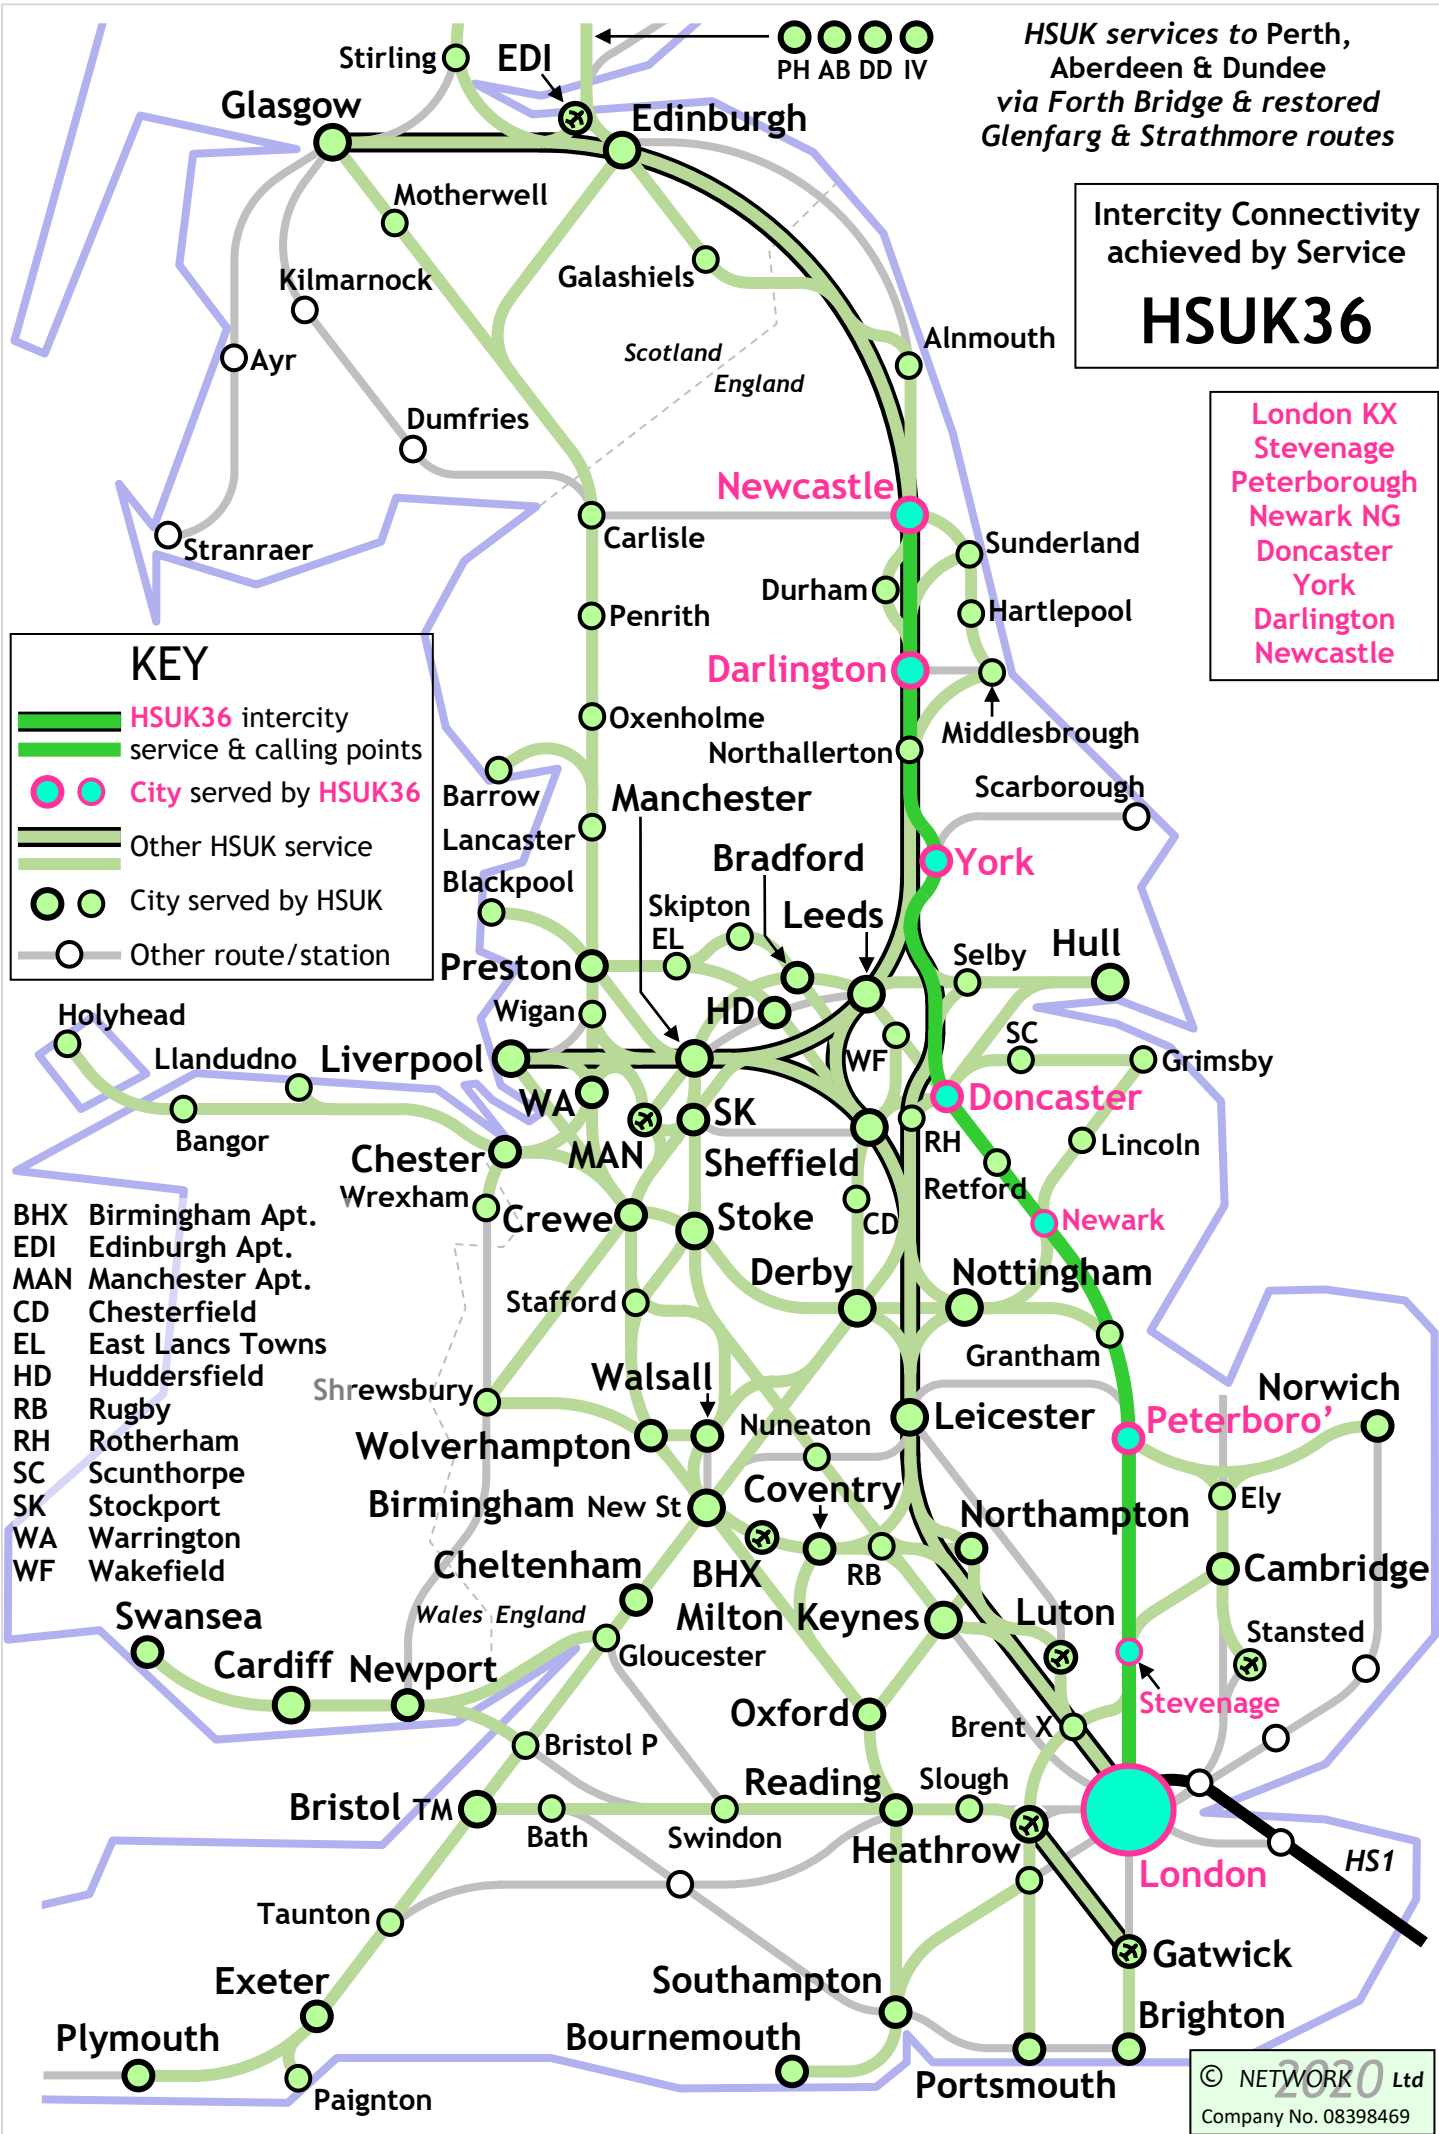 HSUK services to Perth,
Aberdeen & Dundee
via Forth Bridge & restored
Glenfarg & Strathmore routes
PH AB DD IV
Stirling
EDI
Glasgow
Edinburgh
Motherwell
Intercity Connectivity
achieved by Service
HSUK36
Galashiels
Kilmarnock
Alnmouth
Ayr
Scotland
England
London KX
Stevenage
Peterborough
Newark NG
Doncaster
York
Darlington
Newcastle
Dumfries
Newcastle
Carlisle
Stranraer
Sunderland
Durham
Hartlepool
Penrith
KEY
HSUK36 intercity
service & calling points
City served by HSUK36
Other HSUK service
City served by HSUK
Other route/station
Darlington
Oxenholme
Middlesbrough
Northallerton
Scarborough
Barrow
Manchester
Lancaster
Bradford
York
Blackpool
Skipton
EL
Leeds
Selby
Hull
Preston
Wigan
HD
Holyhead
Llandudno
Liverpool
WF
SC
Grimsby
WA
SK
Doncaster
Bangor
MAN
RH
Lincoln
Chester
Sheffield
Wrexham
Retford
Crewe
Stoke
CD
Newark
BHX Birmingham Apt.
EDI Edinburgh Apt.
MAN Manchester Apt.
CD Chesterfield
EL East Lancs Towns
HD Huddersfield
RB Rugby
RH Rotherham
SC Scunthorpe
SK Stockport
WA Warrington
WF Wakefield
Derby
Nottingham
Stafford
Grantham
Walsall
Shrewsbury
Norwich
Nuneaton
Leicester
Peterboro’
Wolverhampton
Coventry
Ely
Birmingham New St
Northampton
Cheltenham
BHX
RB
Cambridge
Wales England
Milton Keynes
Luton
Swansea
Stansted
Gloucester
Cardiff
Newport
Stevenage
Oxford
Brent X
Bristol P
Reading
Slough
Bristol TM
Bath
Swindon
Heathrow
HS1
London
Taunton
Gatwick
Exeter
Southampton
Brighton
Plymouth
Bournemouth
Portsmouth
Paignton
© NETWORK 2020 Ltd
Company No. 08398469